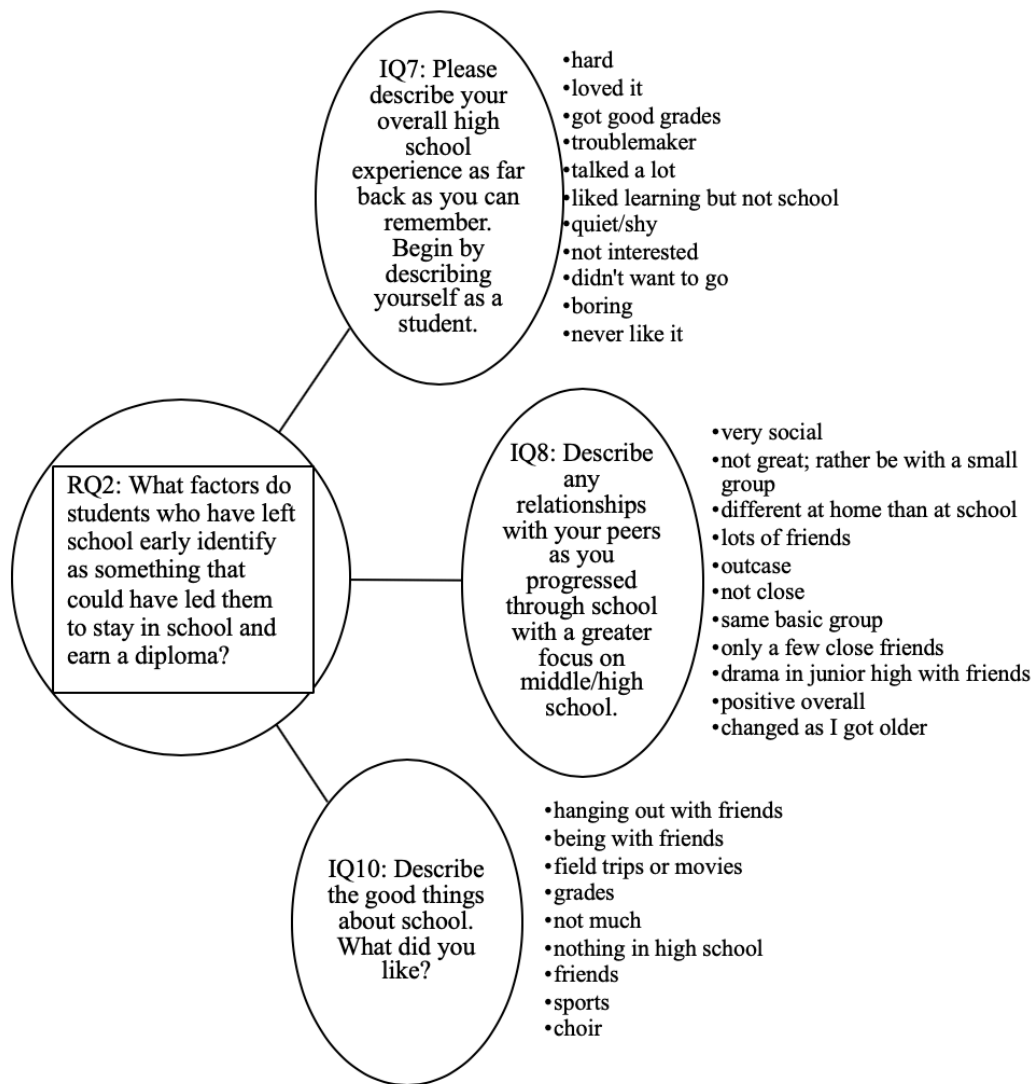 IQ7: Please
describe your
overall high
school
experience as far
back as you can
remember.
Begin by
describing
yourself as a
student.
•hard
•loved it
•got good grades
•troublemaker
•talked a lot
•liked learning but not school
•quiet/shy
•not interested
•didn't want to go
•boring
•never like it
RQ2: What factors do
students who have left
school early identify
as something that
could have led them
to stay in school and
earn a diploma?
IQ8: Describe
any
relationships
with your peers
as you
progressed
through school
with a greater
focus on
middle/high
school.
•very social
•not great; rather be with a small
group
•different at home than at school
•lots of friends
•outcase
•not close
•same basic group
•only a few close friends
•drama in junior high with friends
•positive overall
•changed as I got older
IQ10: Describe
the good things
about school.
What did you
like?
•hanging out with friends
•being with friends
•field trips or movies
•grades
•not much
•nothing in high school
•friends
•sports
•choir